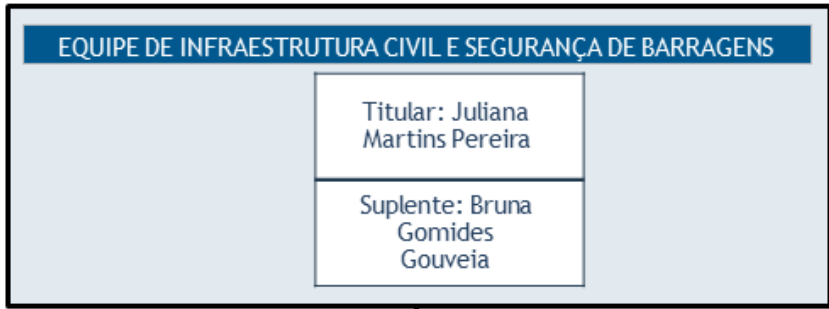 EQUIPE DE INFRAESTRUTURA CIVIL E SEGURANÇA DE BARRAGENS
Titular: Juliana
Martins Pereira
Suplente: Bruna
Gomides
Gouveia